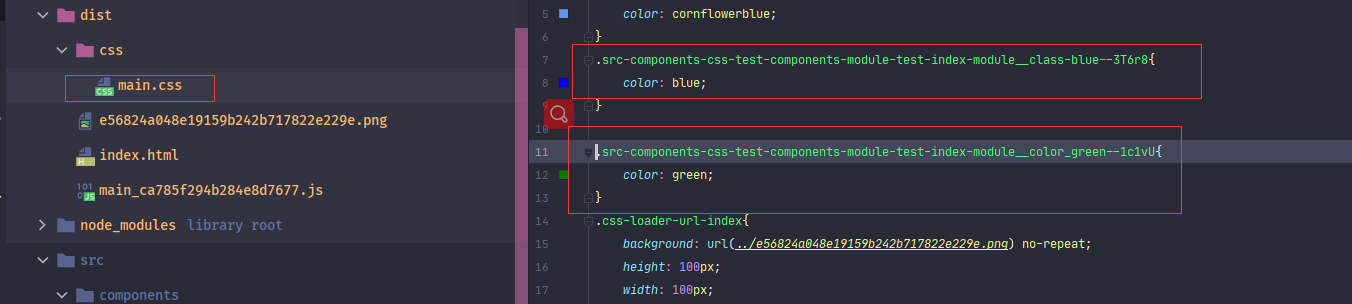 dist
css
main.css
e56824a048e19159b242b717822e229e.png
index.html
main_ca785f294b284e8d7677.js
node_modules library root
src
components
5 color: cornflowerblue;
6 }
7 .src-components-css-test-components-module-test-index-module__class-blue--3T6r8{
8 color: blue;
9 }
10
11 .src-components-css-test-components-module-test-index-module__color_green--1c1vU{
12 color: green;
13 }
14 .css-loader-url-index{
15 background: url(../e56824a048e19159b242b717822e229e.png) no-repeat;
16 height: 100px;
17 width: 100px;